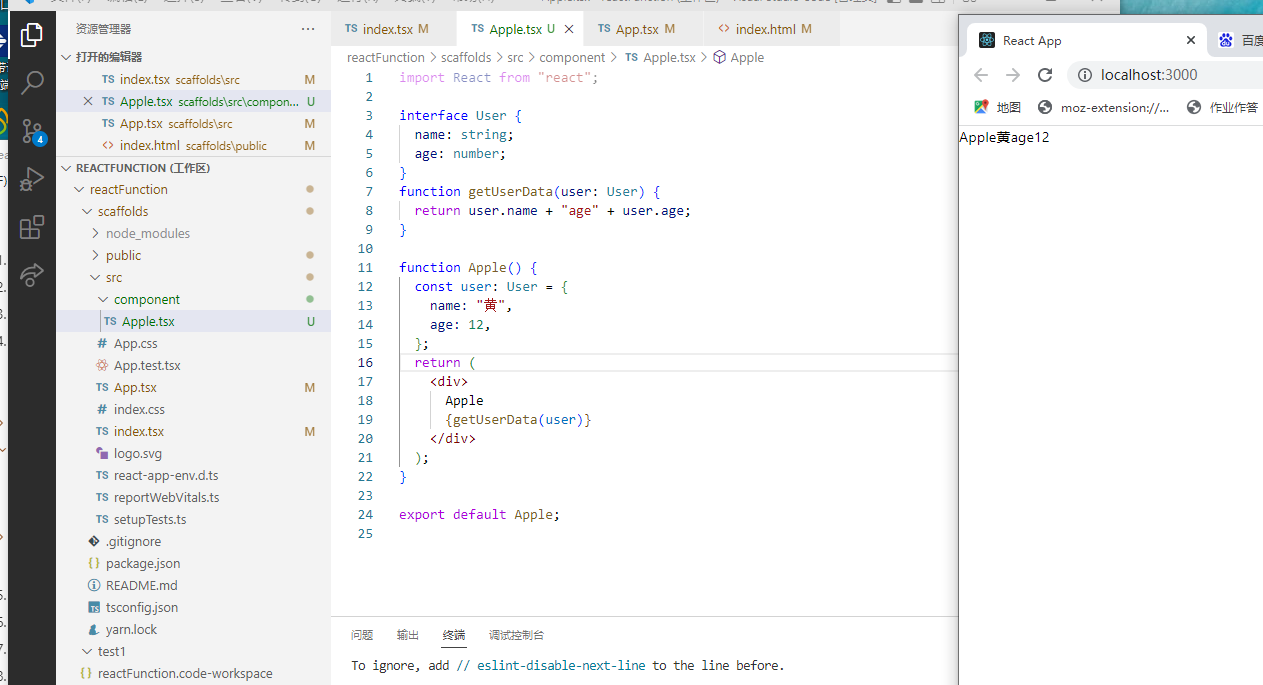 资源管理器
打开的编辑器
TS index.tsx scaffolds\src M
TS Apple.tsx scaffolds\src\compon... U
TS App.tsx scaffolds\src M
<> index.html scaffolds\public M
4
REACTFUNCTION (工作区)
reactFunction
scaffolds
node_modules
public
src
component
TS Apple.tsx U
# App.css
App.test.tsx
TS App.tsx M
# index.css
TS index.tsx M
logo.svg
TS react-app-env.d.ts
TS reportWebVitals.ts
TS setupTests.ts
.gitignore
{} package.json
README.md
TS tsconfig.json
yarn.lock
test1
{} reactFunction.code-workspace
TS index.tsx M
TS Apple.tsx U
TS App.tsx M
<> index.html M
reactFunction > scaffolds > src > component > TS Apple.tsx > Apple
1 import React from "react";
2
3 interface User {
4 name: string;
5 age: number;
6 }
7 function getUserData(user: User) {
8 return user.name + "age" + user.age;
9 }
10
11 function Apple() {
12 const user: User = {
13 name: "黄",
14 age: 12,
15 };
16 return (
17 <div>
18 Apple
19 {getUserData(user)}
20 </div>
21 );
22 }
23
24 export default Apple;
25
问题 输出 终端 调试控制台
To ignore, add // eslint-disable-next-line to the line before.
React App
百度
localhost:3000
地图 moz-extension://... 作业作答
Apple黄age12